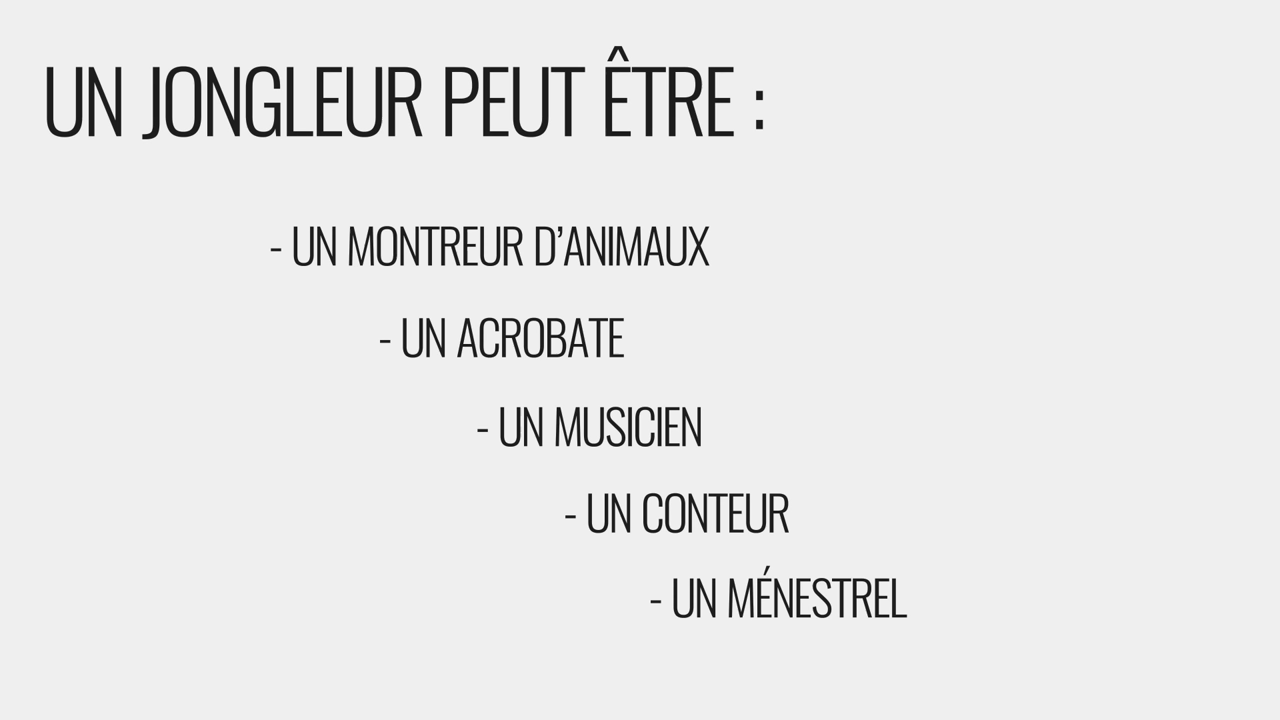 UN JONGLEUR PEUT ÊTRE :
- UN MONTREUR D’ANIMAUX
- UN ACROBATE
- UN MUSICIEN
- UN CONTEUR
- UN MÉNESTREL